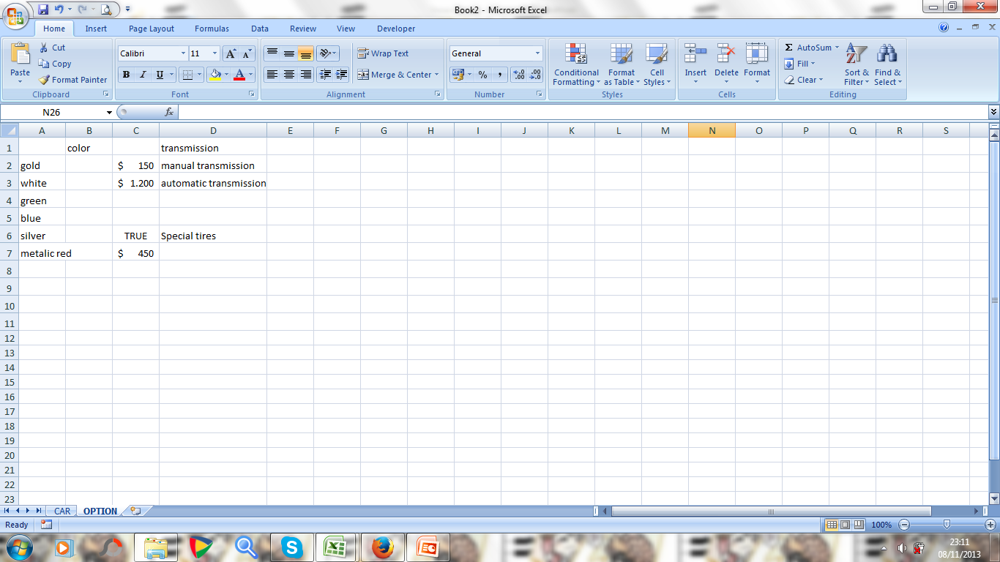 Book2 - Microsoft Excel
Home Insert Page Layout Formulas Data Review View Developer
Paste
Cut
Copy
Format Painter
Clipboard
Calibri 11
B I U
Font
Wrap Text
Merge & Center
Alignment
General
% ,
Number
Conditional Formatting
Format as Table
Cell Styles
Styles
Insert Delete Format
Cells
AutoSum
Fill
Clear
Sort & Filter
Find & Select
Editing
N26 fx
A B C D E F G H I J K L M N O P Q R S
1 color transmission
2 gold $ 150 manual transmission
3 white $ 1.200 automatic transmission
4 green
5 blue
6 silver TRUE Special tires
7 metalic red $ 450
8
9
10
11
12
13
14
15
16
17
18
19
20
21
22
23
CAR OPTION
Ready 100%
23:11
08/11/2013